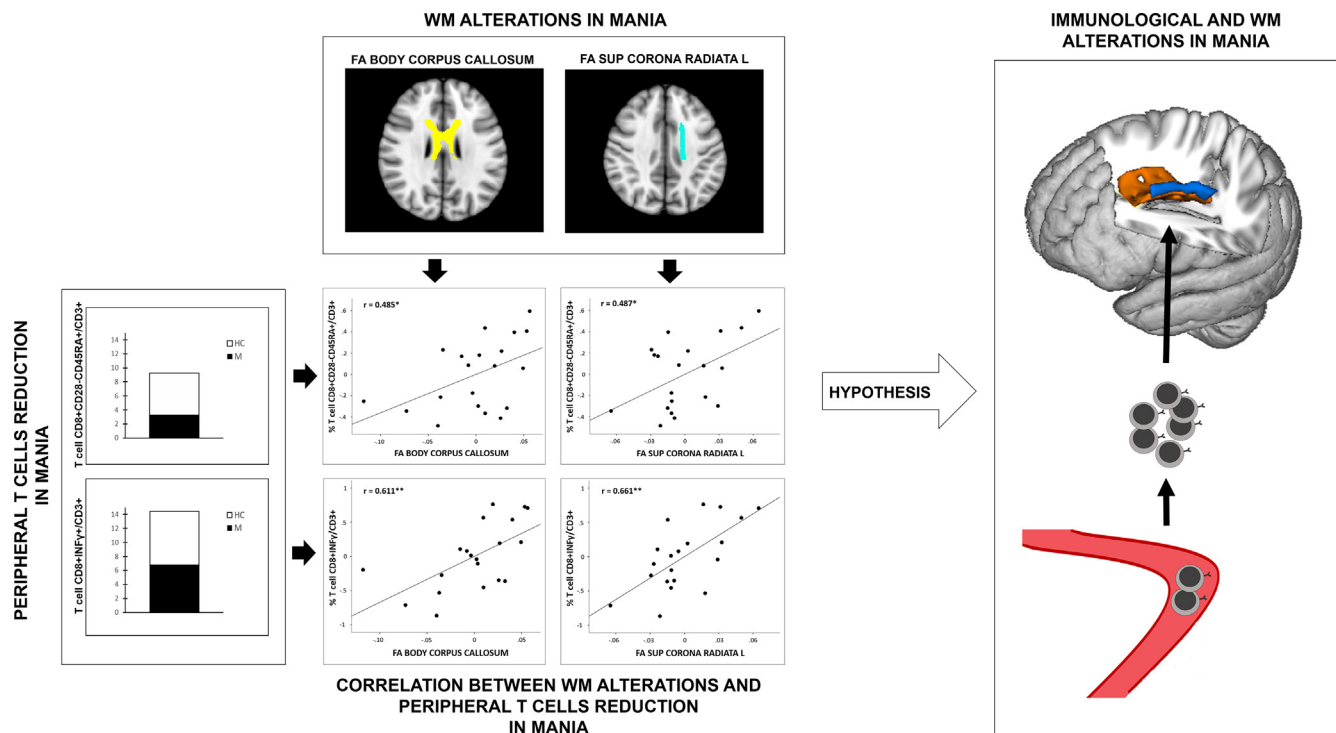 WM ALTERATIONS IN MANIA
FA BODY CORPUS CALLOSUM
FA SUP CORONA RADIATA L
PERIPHERAL T CELLS REDUCTION
IN MANIA
T cell CD8+CD28-CD45RA+/CD3+
14
12
10
8
6
4
2
0
HC
M
T cell CD8+INFγ+/CD3+
14
12
10
8
6
4
2
0
HC
M
r = 0.485*
% T cell CD8+CD28-CD45RA+/CD3+
.6
.4
.2
0
-.2
-.4
-.10
-.05
0
.05
FA BODY CORPUS CALLOSUM
r = 0.487*
% T cell CD8+CD28-CD45RA+/CD3+
.6
.4
.2
0
-.2
-.4
-.06
-.03
0
.03
.06
FA SUP CORONA RADIATA L
r = 0.611**
% T cell CD8+INFγ/CD3+
1
.5
0
-.5
-1
-.10
-.05
0
.05
FA BODY CORPUS CALLOSUM
r = 0.661**
% T cell CD8+INFγ/CD3+
1
.5
0
-.5
-1
-.06
-.03
0
.03
.06
FA SUP CORONA RADIATA L
CORRELATION BETWEEN WM ALTERATIONS AND
PERIPHERAL T CELLS REDUCTION
IN MANIA
HYPOTHESIS
IMMUNOLOGICAL AND WM
ALTERATIONS IN MANIA